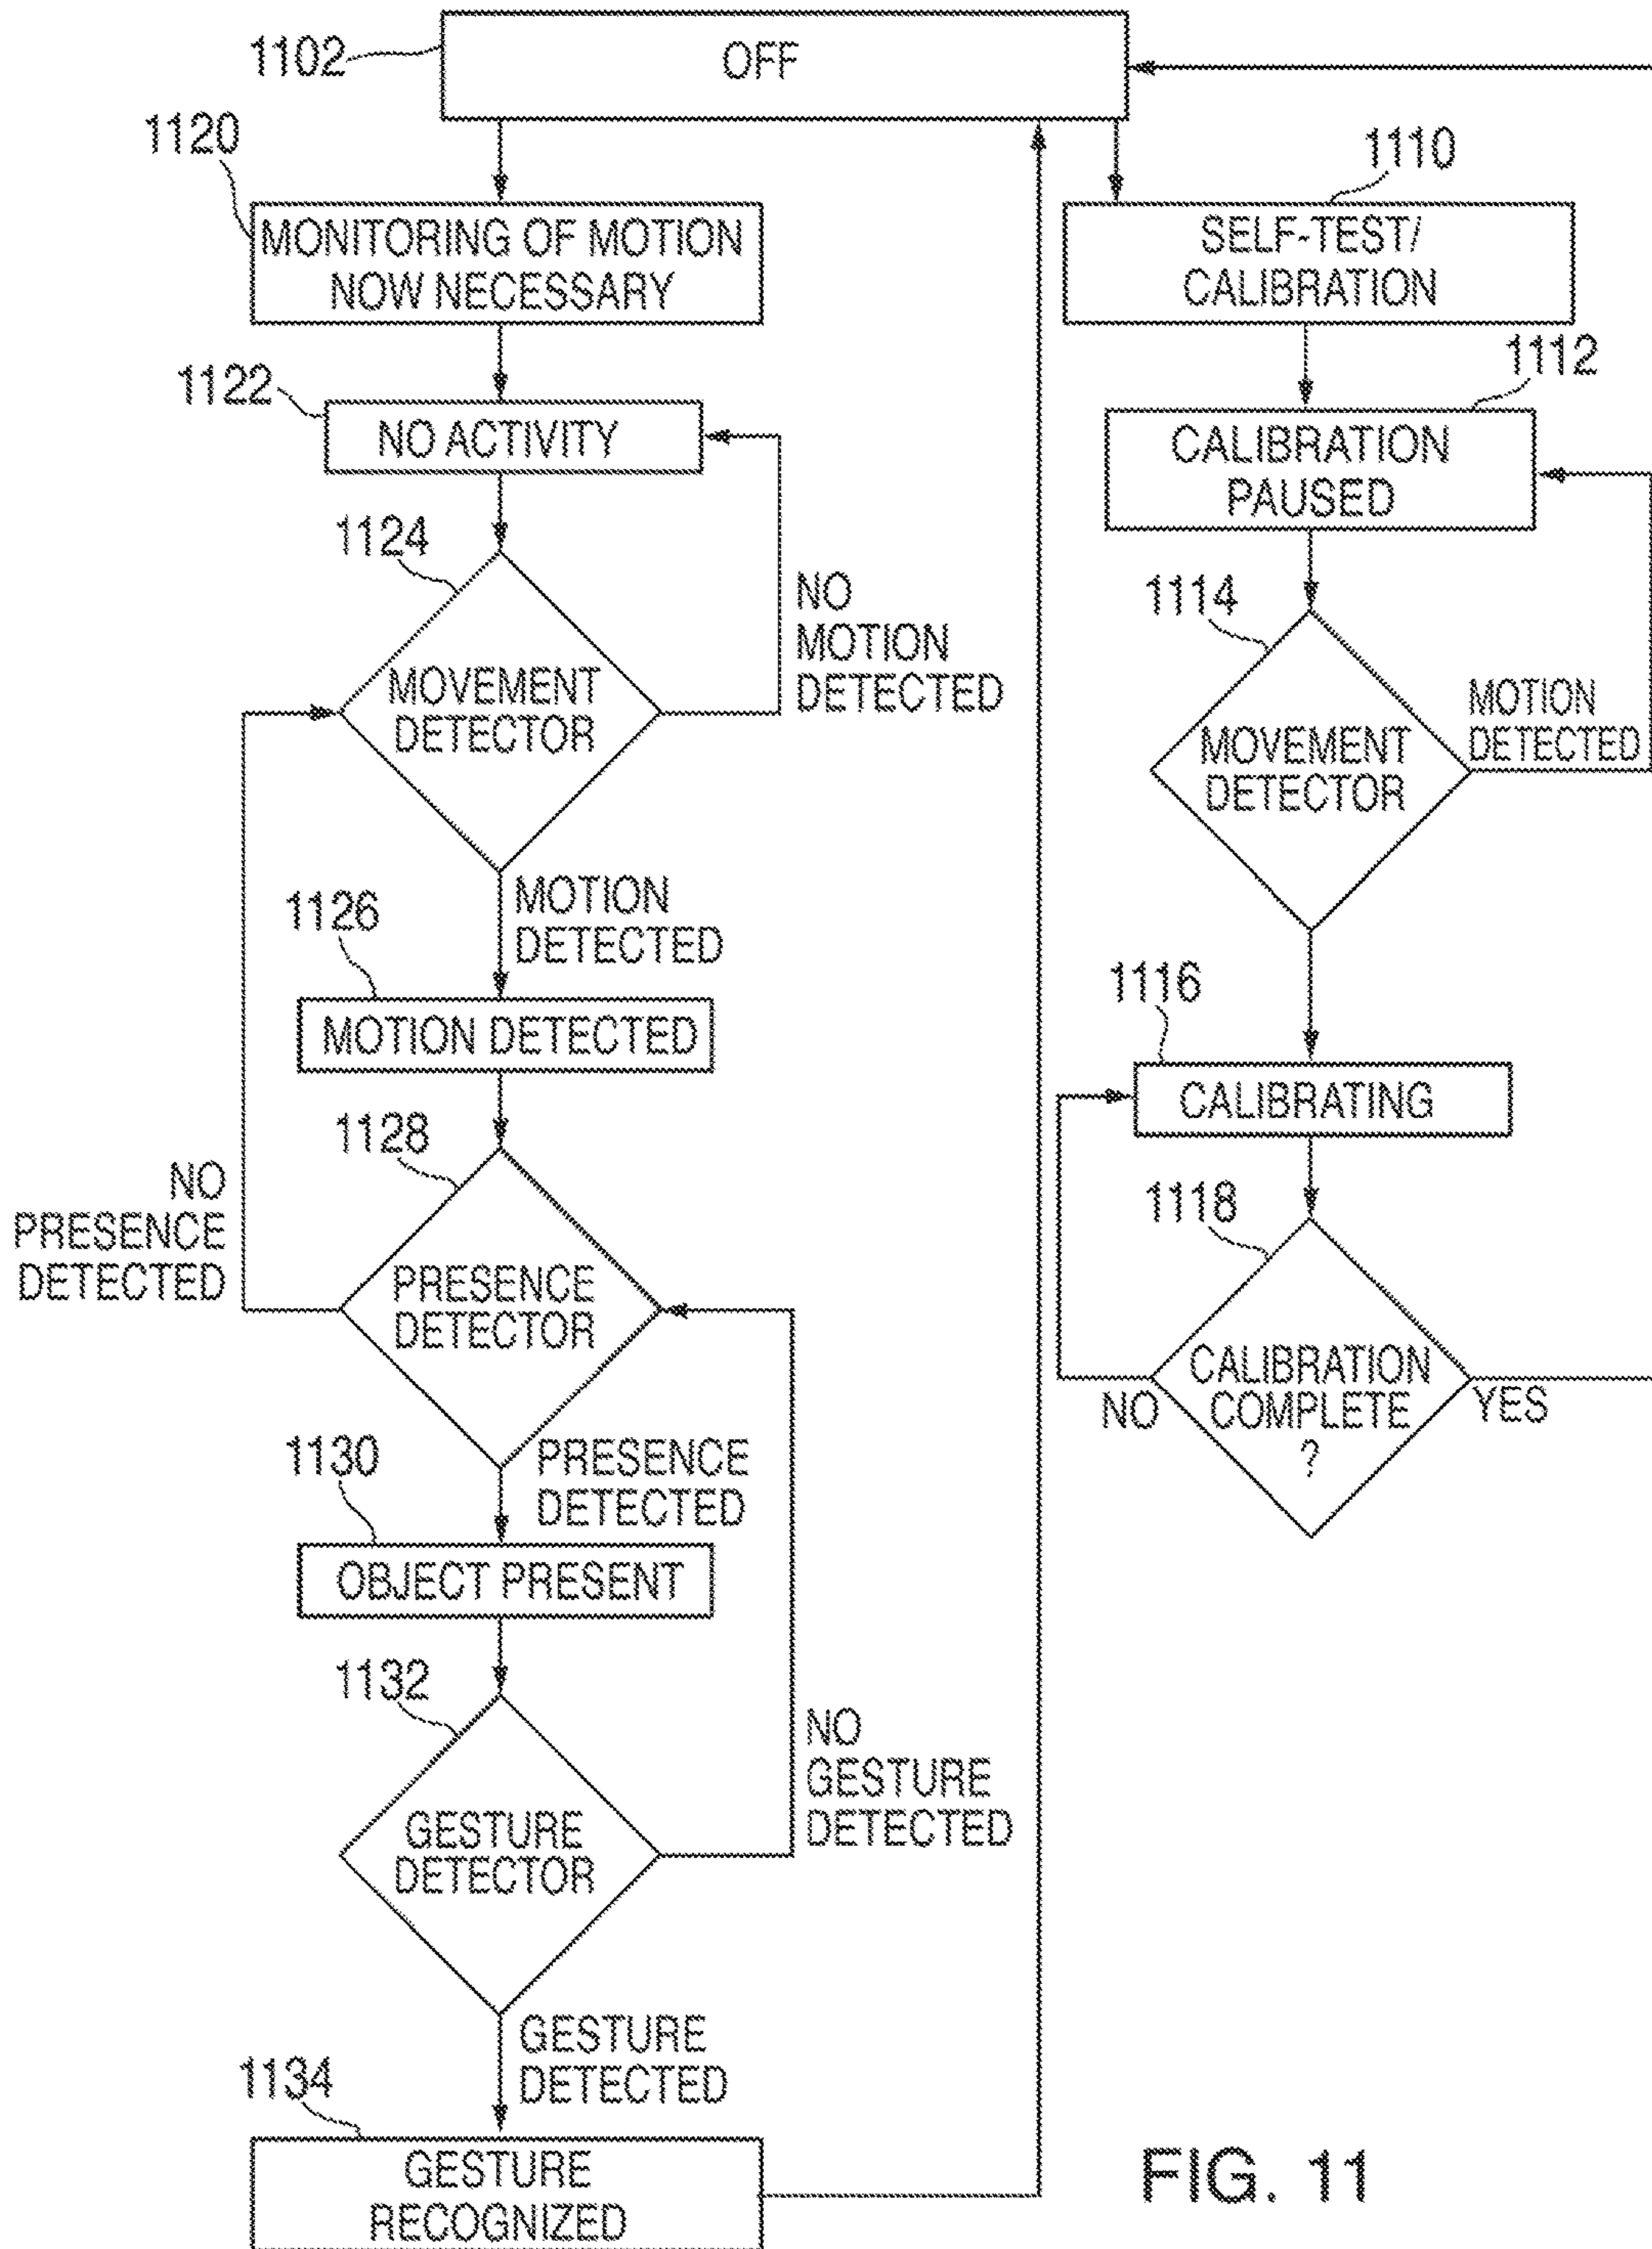 1102
OFF
1120
MONITORING OF MOTION
NOW NECESSARY
1122
NO ACTIVITY
1124
MOVEMENT
DETECTOR
NO
MOTION
DETECTED
MOTION
DETECTED
1126
MOTION DETECTED
1128
PRESENCE
DETECTOR
NO
PRESENCE
DETECTED
PRESENCE
DETECTED
1130
OBJECT PRESENT
1132
GESTURE
DETECTOR
NO
GESTURE
DETECTED
GESTURE
DETECTED
1134
GESTURE
RECOGNIZED
1110
SELF-TEST/
CALIBRATION
1112
CALIBRATION
PAUSED
1114
MOVEMENT
DETECTOR
MOTION
DETECTED
1116
CALIBRATING
1118
CALIBRATION
COMPLETE
?
NO
YES
FIG. 11